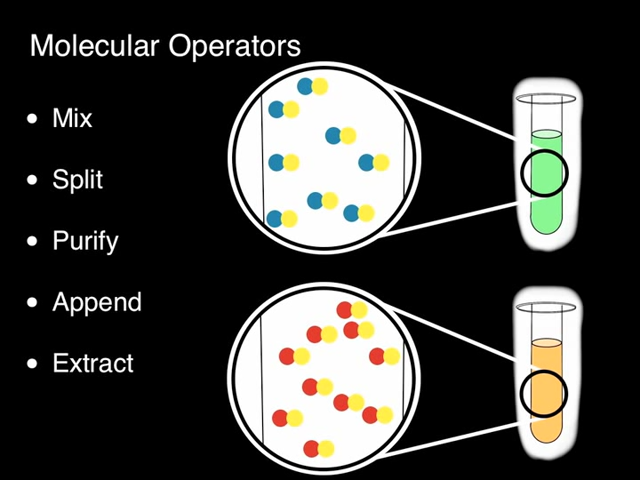 Molecular Operators
• Mix
• Split
• Purify
• Append
• Extract